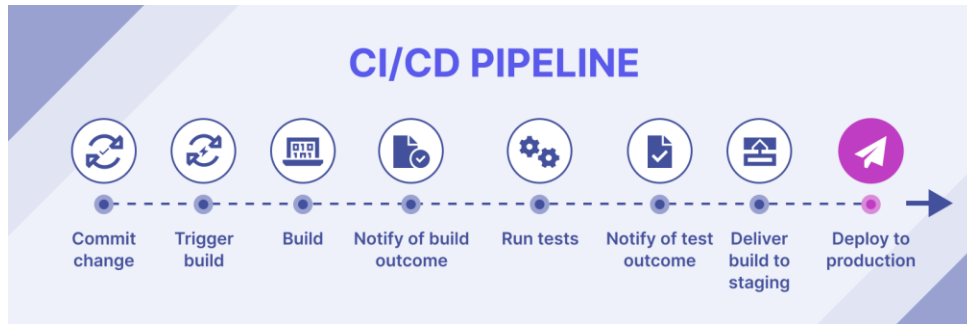 CI/CD PIPELINE
010
Commit
change
Trigger
build
Build
Notify of build
outcome
Run tests
Notify of test
outcome
Deliver
build to
staging
Deploy to
production